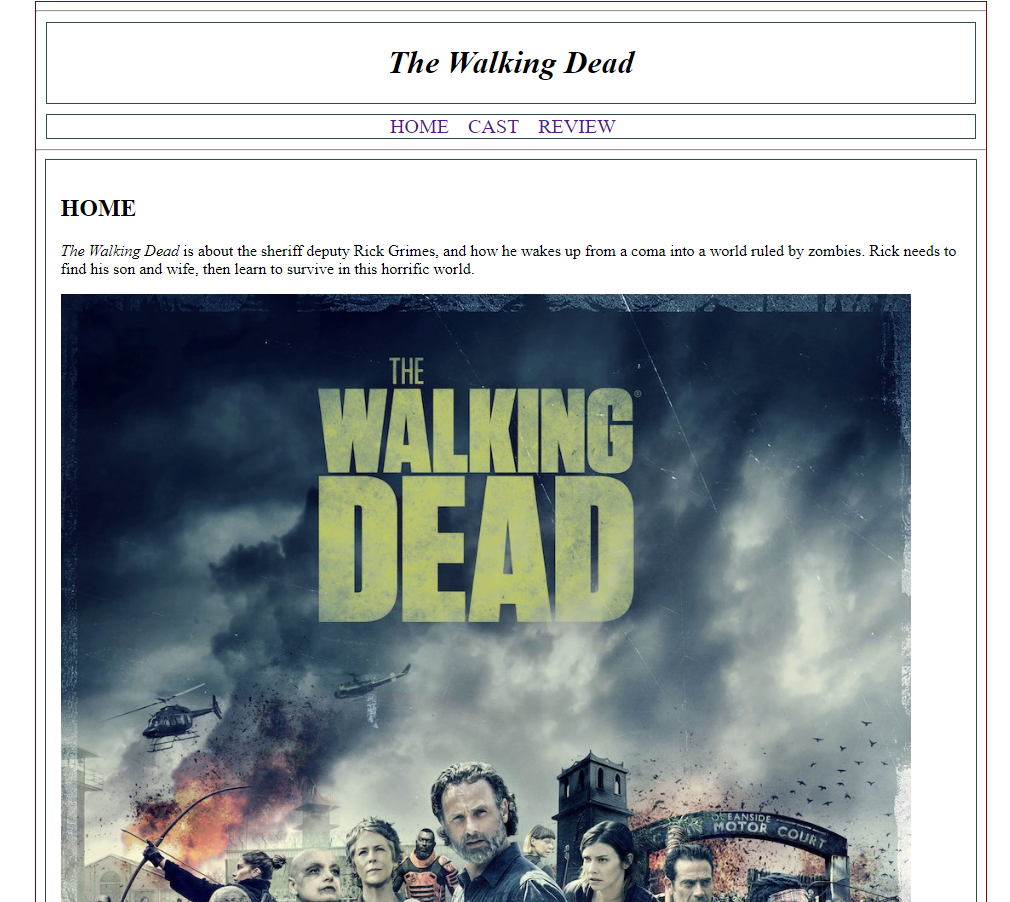 The Walking Dead
HOME CAST REVIEW
HOME
The Walking Dead is about the sheriff deputy Rick Grimes, and how he wakes up from a coma into a world ruled by zombies. Rick needs to
find his son and wife, then learn to survive in this horrific world.
THE
WALKING®
DEAD
OCEANSIDE
MOTOR COURT